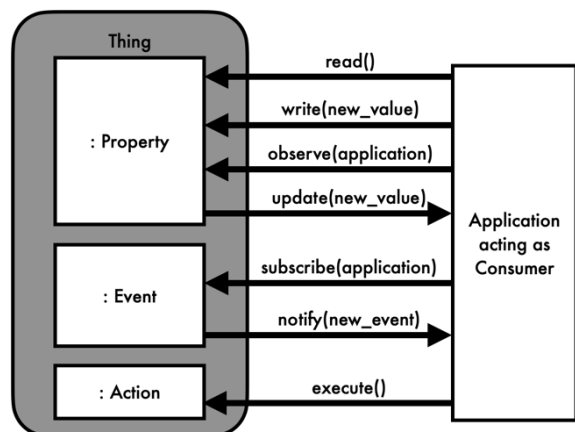 Thing
read()
write(new_value)
: Property
observe(application)
update(new_value)
Application
acting as
Consumer
subscribe(application)
: Event
notify(new_event)
execute()
: Action